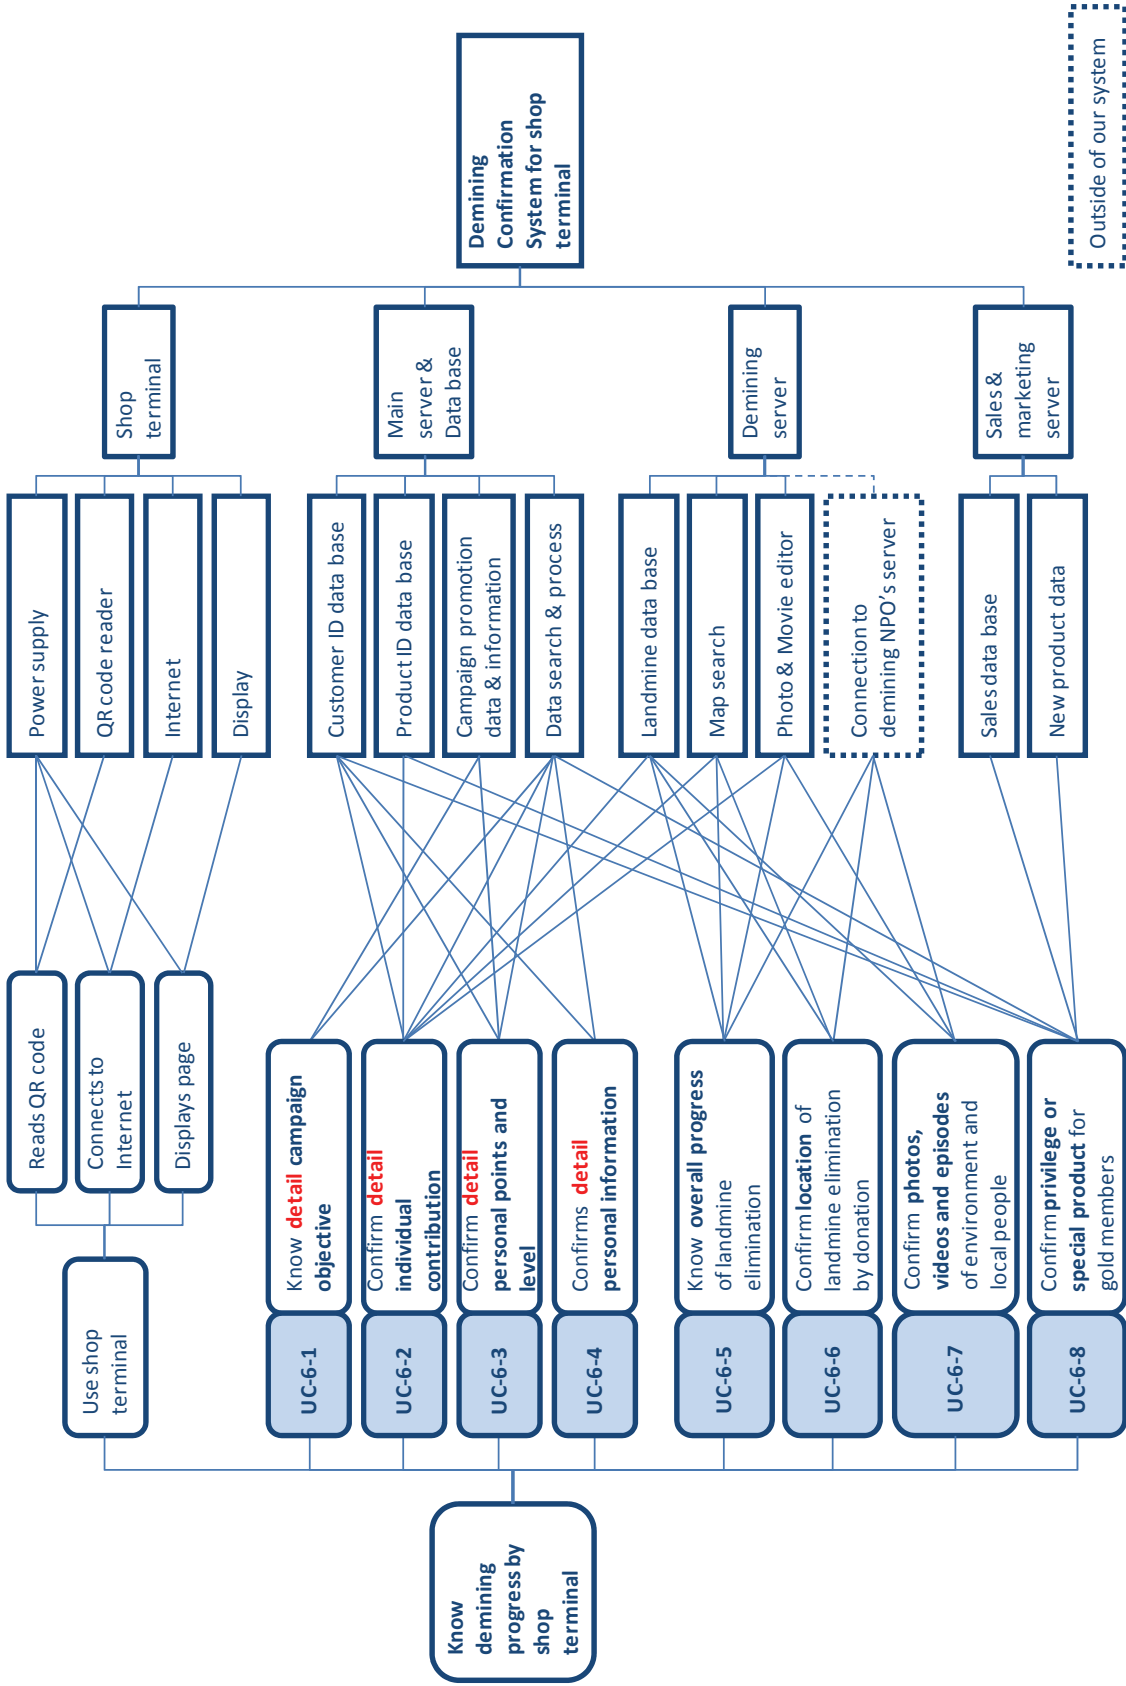 Know
demining
progress by
shop
terminal
Use shop
terminal
Reads QR code
Connects to
Internet
Displays page
UC-6-1
Know detail campaign
objective
UC-6-2
Confirm detail
individual
contribution
UC-6-3
Confirm detail
personal points and
level
UC-6-4
Confirms detail
personal information
UC-6-5
Know overall progress
of landmine
elimination
UC-6-6
Confirm location of
landmine elimination
by donation
UC-6-7
Confirm photos,
videos and episodes
of environment and
local people
UC-6-8
Confirm privilege or
special product for
gold members
Power supply
QR code reader
Internet
Display
Customer ID data base
Product ID data base
Campaign promotion
data & information
Data search & process
Landmine data base
Map search
Photo & Movie editor
Connection to
demining NPO's server
Sales data base
New product data
Shop
terminal
Main
server &
Data base
Demining
server
Sales &
marketing
server
Demining
Confirmation
System for shop
terminal
Outside of our system